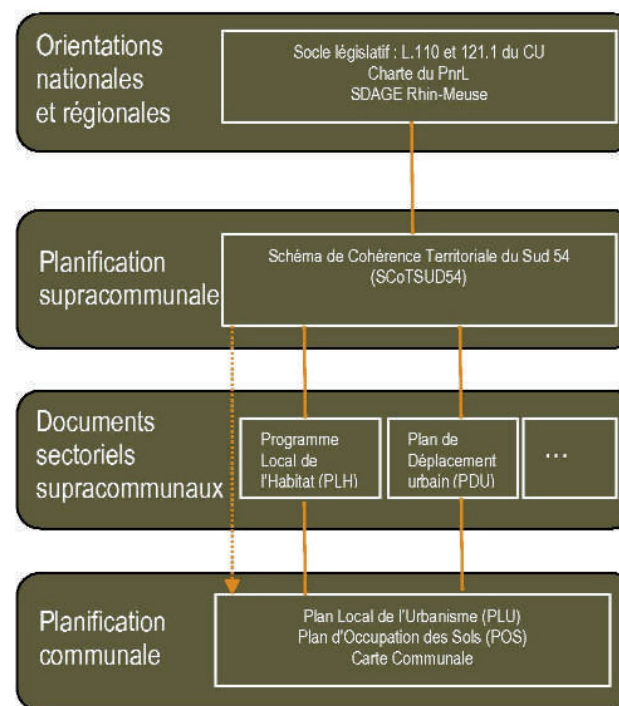 Orientations
nationales
et régionales
Socle législatif : L.110 et 121.1 du CU
Charte du PnrL
SDAGE Rhin-Meuse
Planification
supracommunale
Schéma de Cohérence Territoriale du Sud 54
(SCoTSUD54)
Documents
sectoriels
supracommunaux
Programme
Local de
l'Habitat (PLH)
Plan de
Déplacement
urbain (PDU)
...
Planification
communale
Plan Local de l'Urbanisme (PLU)
Plan d'Occupation des Sols (POS)
Carte Communale